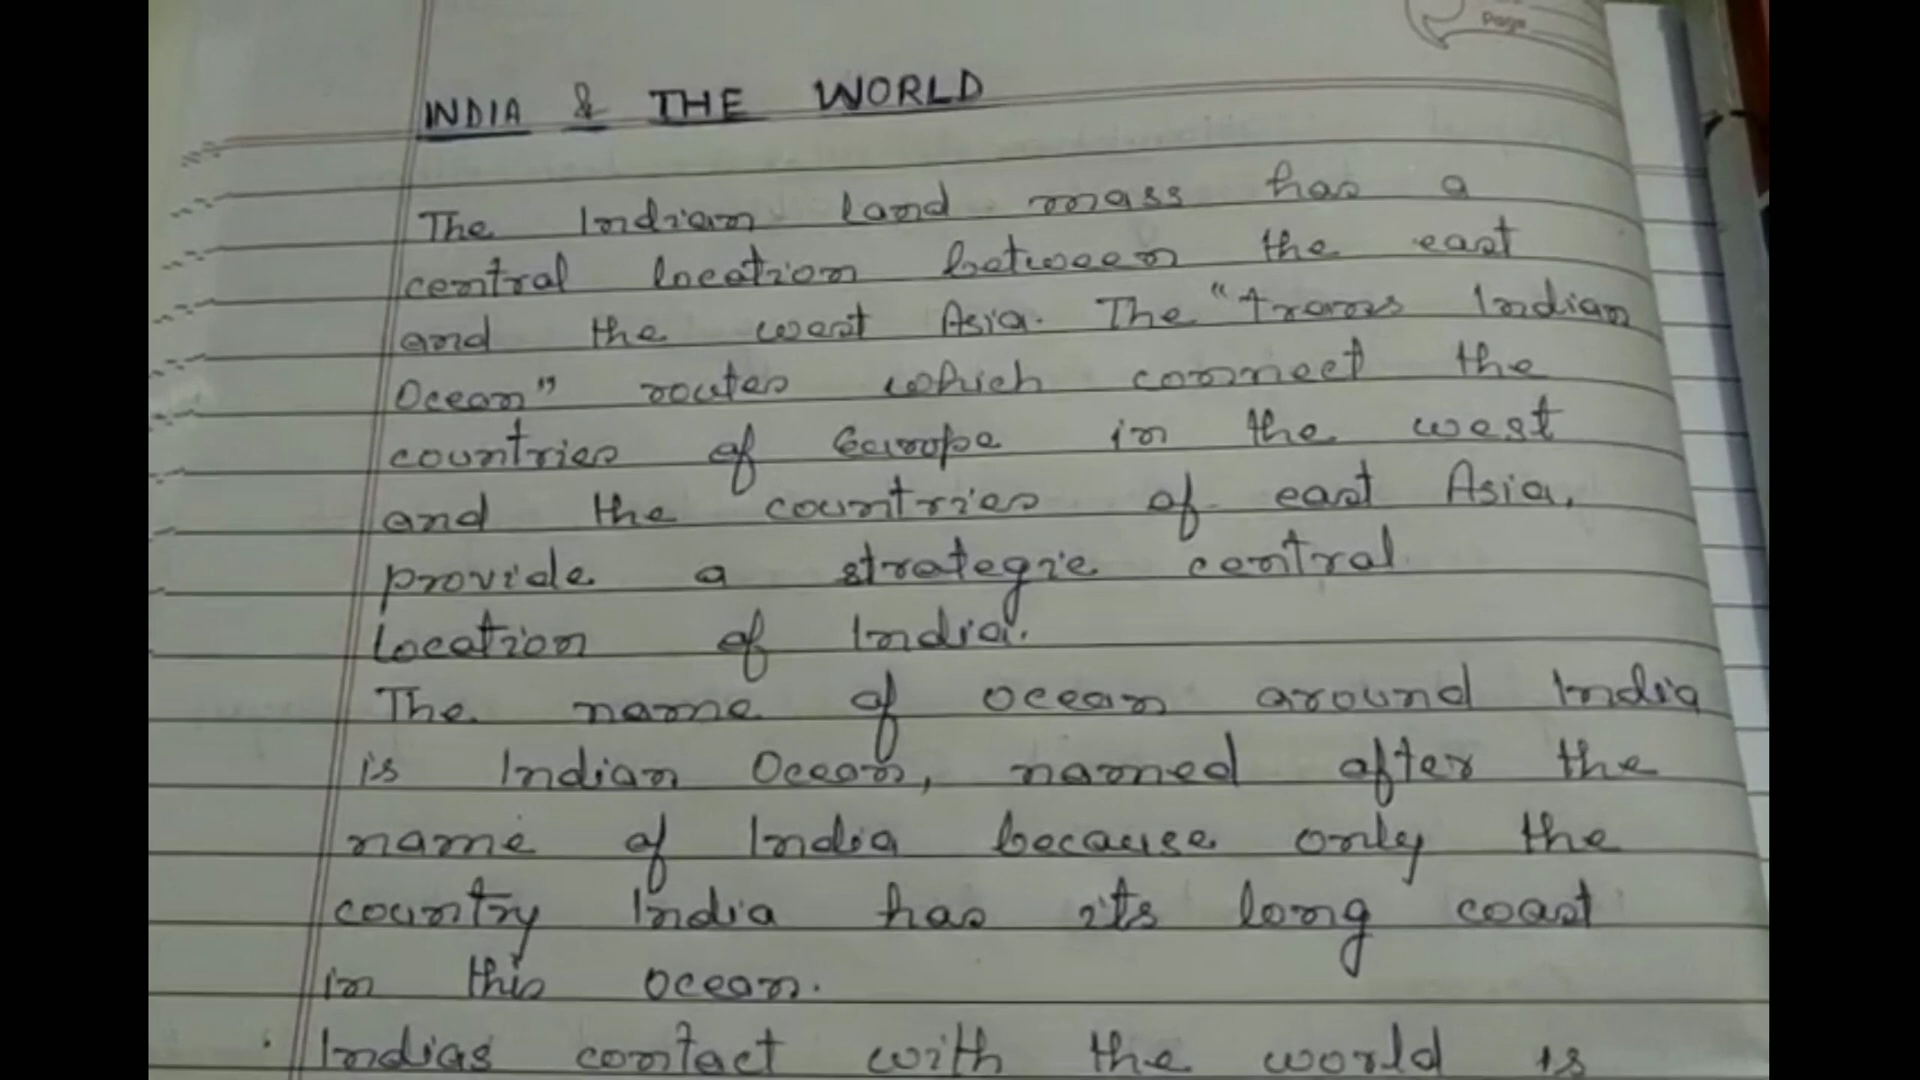 Page
INDIA & THE WORLD
The Indian land mass has a
central location between the east
and the west Asia. The "trans Indian
Ocean" routes which connect the
countries of Europe in the west
and the countries of east Asia,
provide a strategic central
location of India.
The name of ocean around India
is Indian Ocean, named after the
name of India because only the
country India has its long coast
in this ocean.
Indias contact with the world is